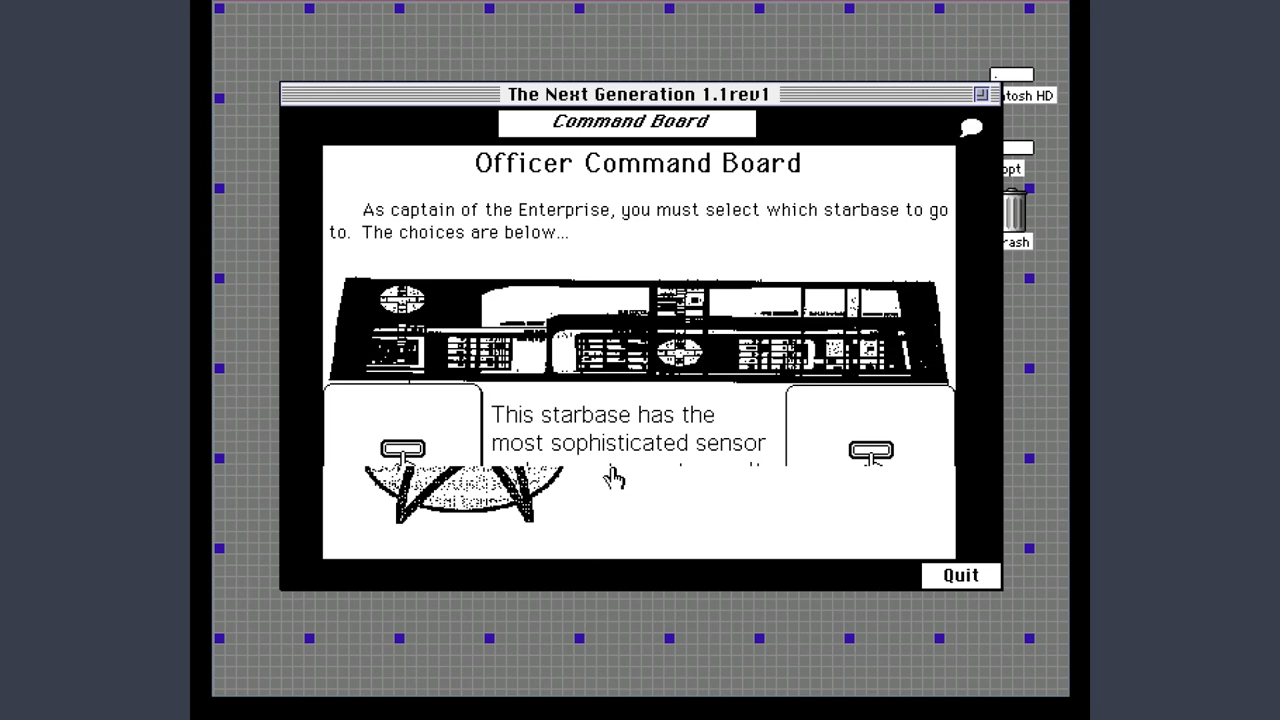 The Next Generation 1.1rev1
Command Board
tosh HD
Officer Command Board
opt
As captain of the Enterprise, you must select which starbase to go
to. The choices are below...
rash
This starbase has the
most sophisticated sensor
Quit